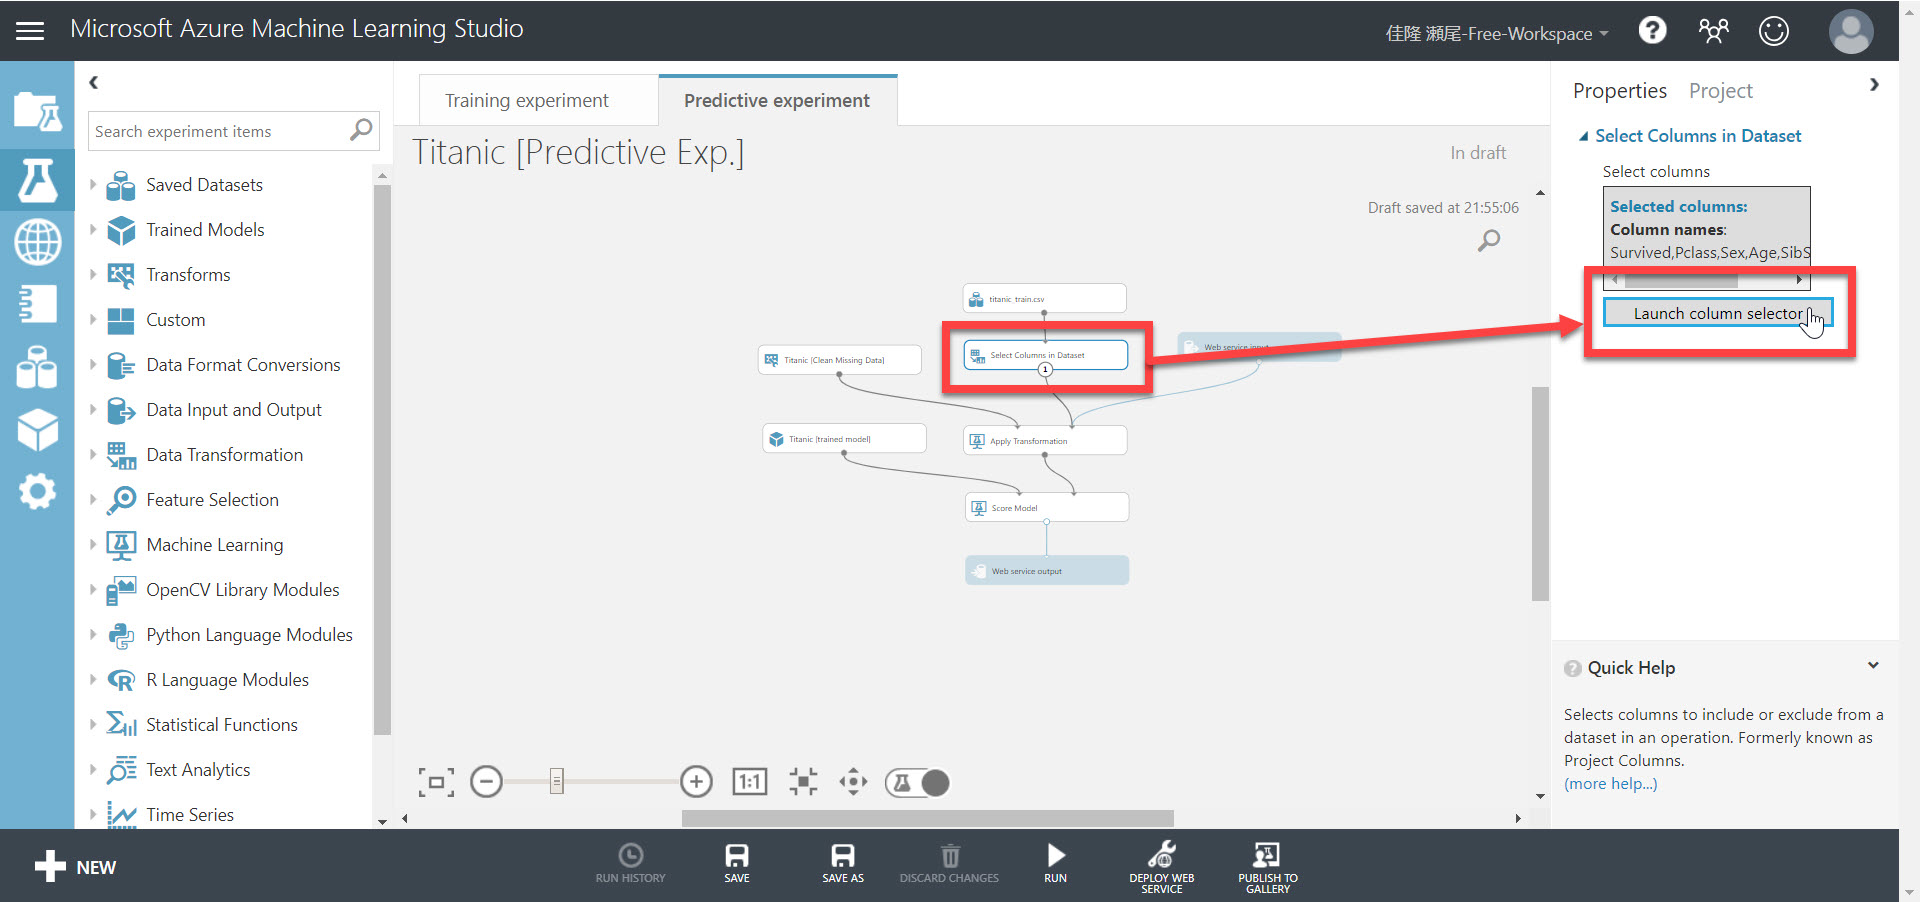 Microsoft Azure Machine Learning Studio
佳隆 瀬尾-Free-Workspace
?
Search experiment items
Saved Datasets
Trained Models
Transforms
Custom
Data Format Conversions
Data Input and Output
Data Transformation
Feature Selection
Machine Learning
OpenCV Library Modules
Python Language Modules
R Language Modules
Statistical Functions
Text Analytics
Time Series
Training experiment
Predictive experiment
Titanic [Predictive Exp.]
In draft
Draft saved at 21:55:06
titanic train.csv
Select Columns in Dataset
1
Web service input
Titanic [Clean Missing Data]
Titanic [trained model]
Apply Transformation
Score Model
Web service output
1:1
Properties
Project
Select Columns in Dataset
Select columns
Selected columns:
Column names:
Survived,Pclass,Sex,Age,SibS
Launch column selector
? Quick Help
Selects columns to include or exclude from a
dataset in an operation. Formerly known as
Project Columns.
(more help...)
NEW
RUN HISTORY
SAVE
SAVE AS
DISCARD CHANGES
RUN
DEPLOY WEB
SERVICE
PUBLISH TO
GALLERY